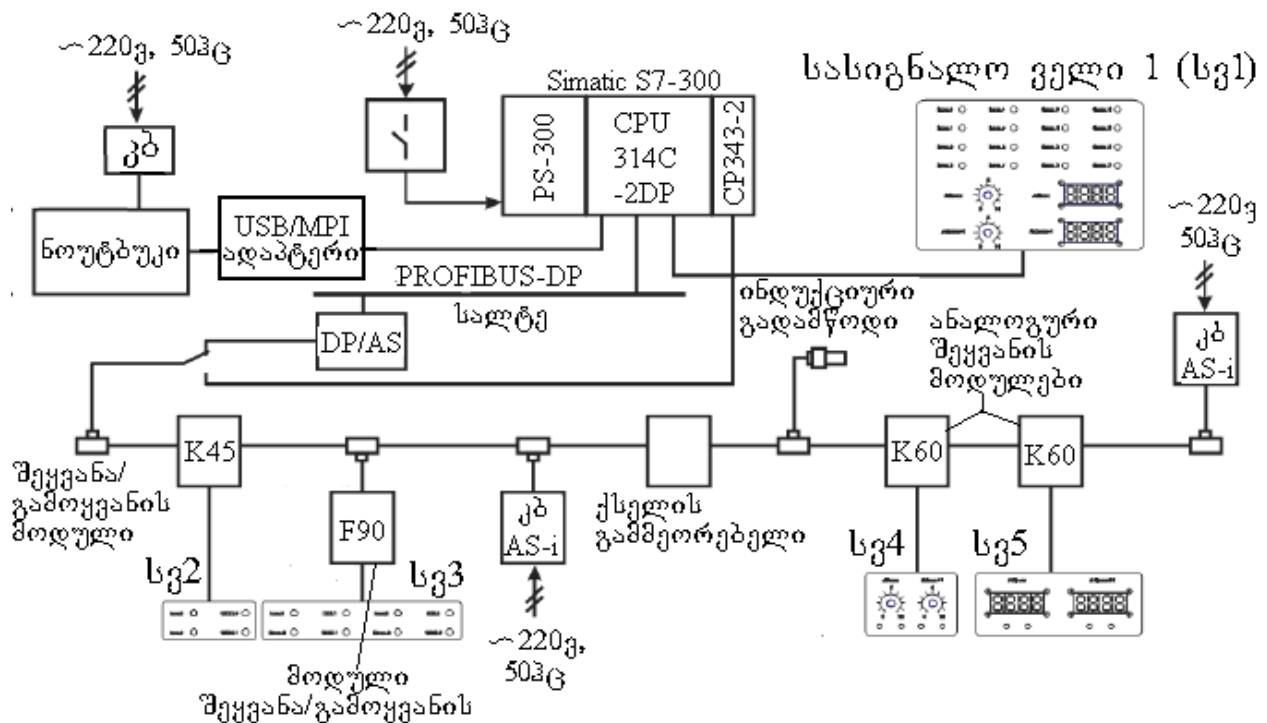 ~220ვ, 50ჰც
~220ვ, 50ჰც
Simatic S7-300
სასიგნალო ველი 1 (სვ1)
კბ
PS-300
CPU
314C
-2DP
CP343-2
ნოუტბუკი
USB/MPI
ადაპტერი
~220ვ
50ჰც
PROFIBUS-DP
სალტე
ინდუქციური
გადამწოდი
ანალოგური
შეყვანის
მოდულები
კბ
AS-i
DP/AS
K45
K60
K60
შეყვანა/
გამოყვანის
მოდული
F90
კბ
AS-i
ქსელის
გამმეორებელი
სვ2
სვ3
სვ4
სვ5
~220ვ,
50ჰც
მოდული
შეყვანა/გამოყვანის